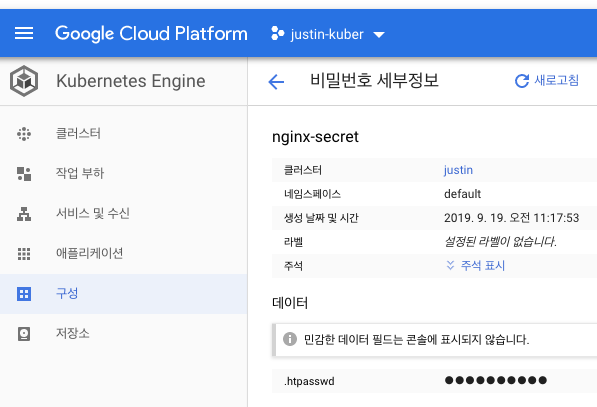 Google Cloud Platform justin-kuber
Kubernetes Engine
비밀번호 세부정보
새로고침
클러스터
작업 부하
서비스 및 수신
애플리케이션
구성
저장소
nginx-secret
클러스터 justin
네임스페이스 default
생성 날짜 및 시간 2019. 9. 19. 오전 11:17:53
라벨 설정된 라벨이 없습니다.
주석 주석 표시
데이터
민감한 데이터 필드는 콘솔에 표시되지 않습니다.
.htpasswd ●●●●●●●●●●